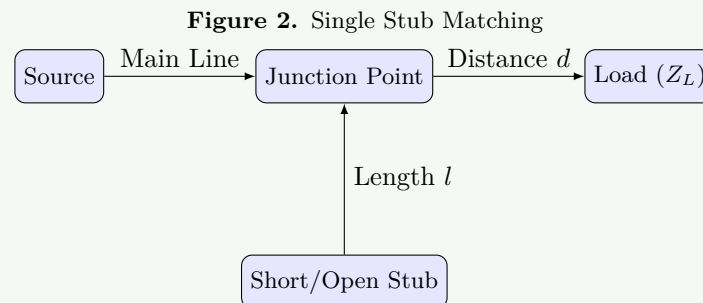 Figure 2. Single Stub Matching
Source
Main Line
Junction Point
Distance d
Load (Z_L)
Length l
Short/Open Stub